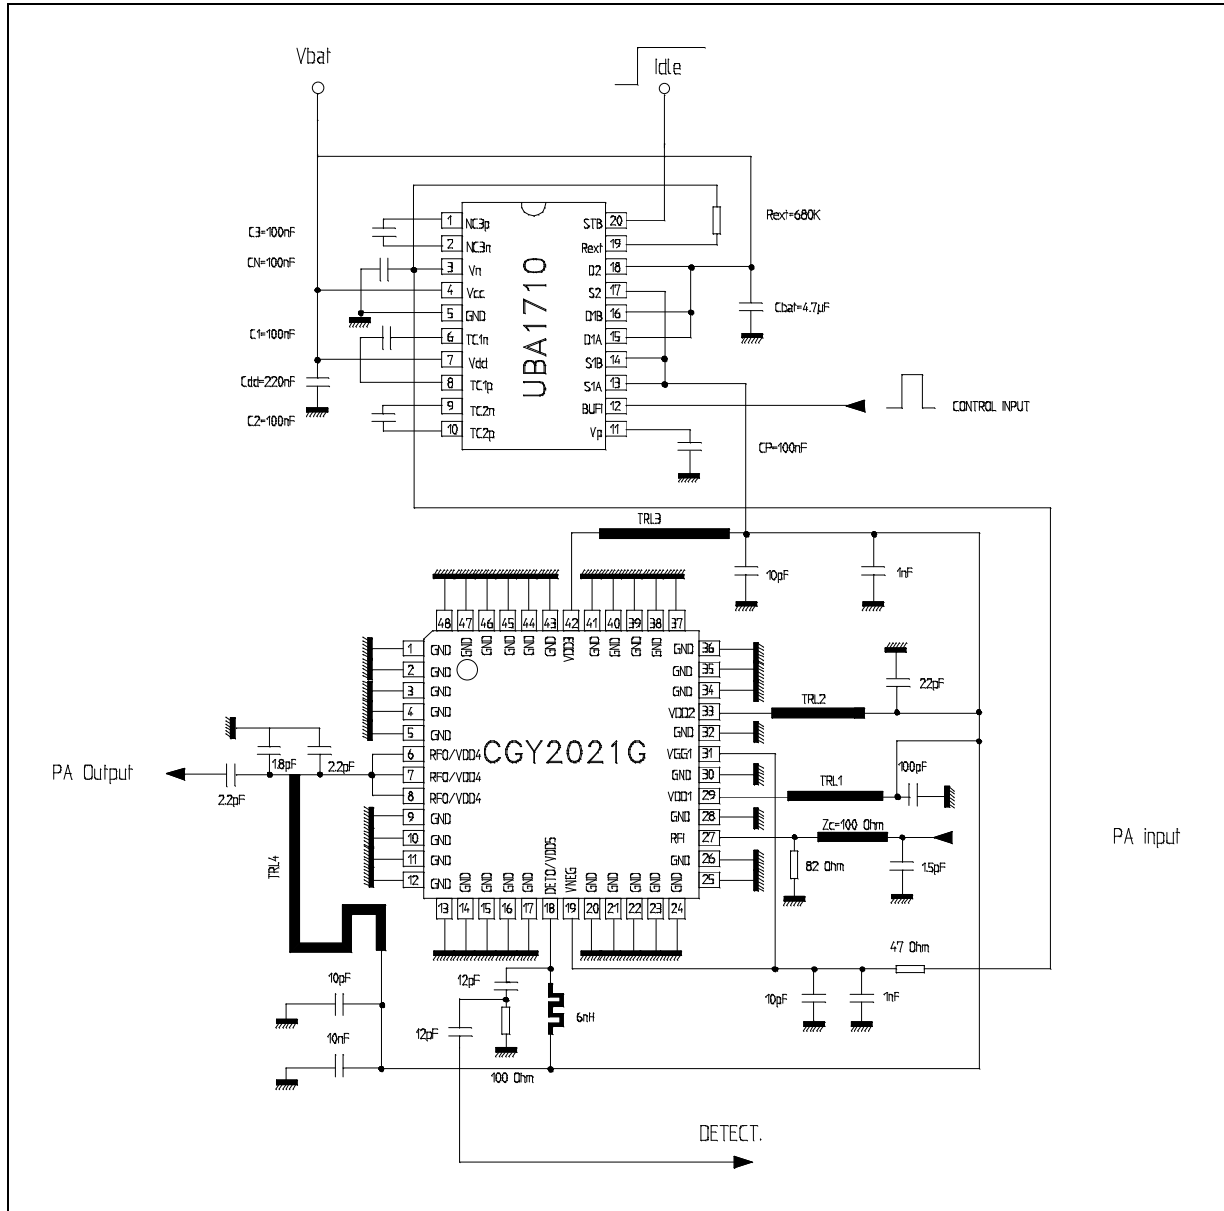 Vbat
Idle
Rext=680K
C3=100nF
CN=100nF
C1=100nF
Cdd=220nF
C2=100nF
Cbat=4.7µF
CONTROL INPUT
CP=100nF
UBA1710
1 NC3p
2 NC3n
3 Vn
4 Vcc
5 GND
6 TC1n
7 Vdd
8 TC1p
9 TC2n
10 TC2p
STB 20
Rext 19
D2 18
S2 17
D1B 16
D1A 15
S1B 14
S1A 13
BUFI 12
Vp 11
TRL3
10pF
1nF
48 47 46 45 44 43 42 41 40 39 38 37
GND GND GND GND GND GND VDD3 GND GND GND GND GND
1 GND
2 GND
3 GND
4 GND
5 GND
6 RFO/VDD4
7 RFO/VDD4
8 RFO/VDD4
9 GND
10 GND
11 GND
12 GND
CGY2021G
GND 36
GND 35
GND 34
VDD2 33
GND 32
VGG1 31
GND 30
VDD1 29
GND 28
RFI 27
GND 26
GND 25
GND GND GND GND GND DETO/VDD5 VNEG GND GND GND GND GND
13 14 15 16 17 18 19 20 21 22 23 24
TRL2
22pF
TRL1
100pF
Zc=100 Ohm
82 Ohm
1.5pF
PA input
PA Output
1.8pF
2.2pF
22pF
TRL4
47 Ohm
10pF
1nF
10pF
10nF
12pF
12pF
6nH
100 Ohm
DETECT.